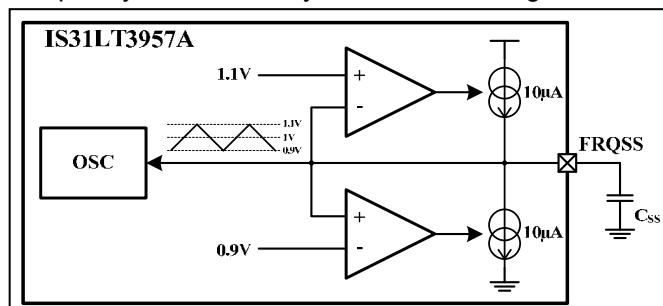 IS31LT3957A
1.1V
+
-
10μA
1.1V
1V
0.9V
OSC
FRQSS
+
-
0.9V
10μA
CSS